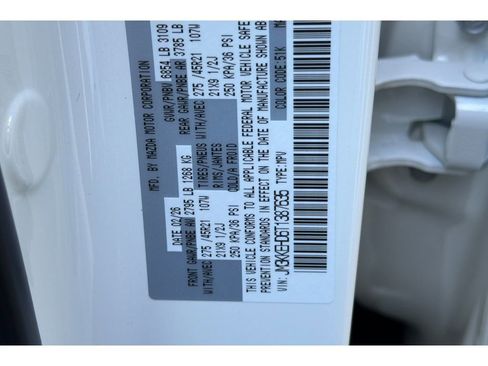 MFD. BY: MAZDA MOTOR CORPORATION
DATE: 02/26 GVWR/PNBV 6854 LB 3109
FRONT GAWR/PNBE AV 2795 LB 1268 KG REAR GAWR/PNBE AR 3785 LB
WITH/AVEC 275 /45R21 107W TIRES/PNEUS WITH/AVEC 275 /45R21 107W
21X9 1/2J RIMS/JANTES 21X9 1/2J
250 KPA/36 PSI COLD/A FROID 250 KPA/36 PSI
THIS VEHICLE CONFORMS TO ALL APPLICABLE FEDERAL MOTOR VEHICLE SAFE
STANDARDS IN EFFECT ON THE DATE OF MANUFACTURE SHOWN AB
VIN: TYPE: MPV COLOR CODE: 51K